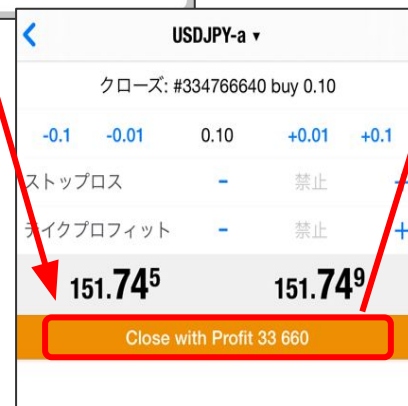 USDJPY-a ▾
クローズ: #334766640 buy 0.10
-0.1 -0.01 0.10 +0.01 +0.1
ストップロス - 禁止 +
テイクプロフィット - 禁止 +
151.745 151.749
Close with Profit 33 660